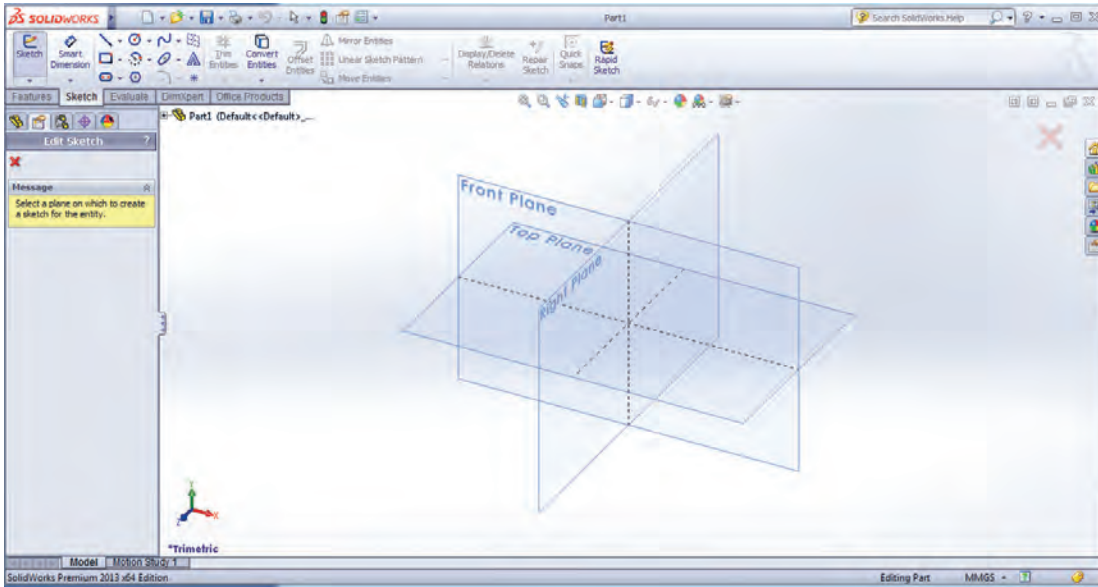 SOLIDWORKS
Part1
Search SolidWorks Help
Sketch
Smart Dimension
Trim Entities
Convert Entities
Offset Entities
Mirror Entities
Linear Sketch Pattern
Move Entities
Display/Delete Relations
Repair Sketch
Quick Snaps
Rapid Sketch
Features Sketch Evaluate DimXpert Office Products
Part1 (Default<<Default>_...
Edit Sketch ?
Message
Select a plane on which to create
a sketch for the entity.
Front Plane
Top Plane
Right Plane
Y
X
Z
*Trimetric
Model Motion Study 1
SolidWorks Premium 2013 x64 Edition
Editing Part MMGS